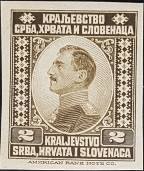 КРАЉЕВСТВО
СРБА, ХРВАТА И СЛОВЕНАЦА
2 KRALJEVSTVO 2
SRBA, HRVATA I SLOVENACA
AMERICAN BANK NOTE CO.